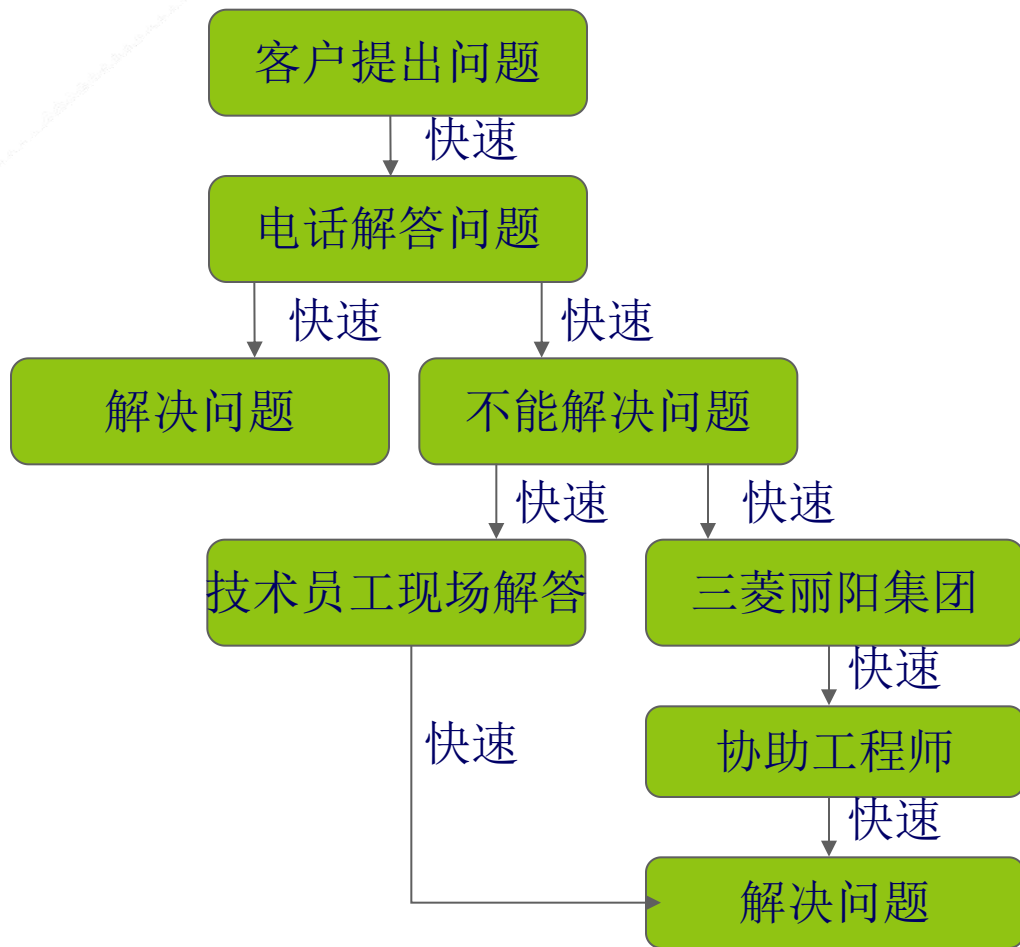 客户提出问题
快速
电话解答问题
快速
快速
解决问题
不能解决问题
快速
快速
技术员工现场解答
三菱丽阳集团
快速
协助工程师
快速
快速
解决问题